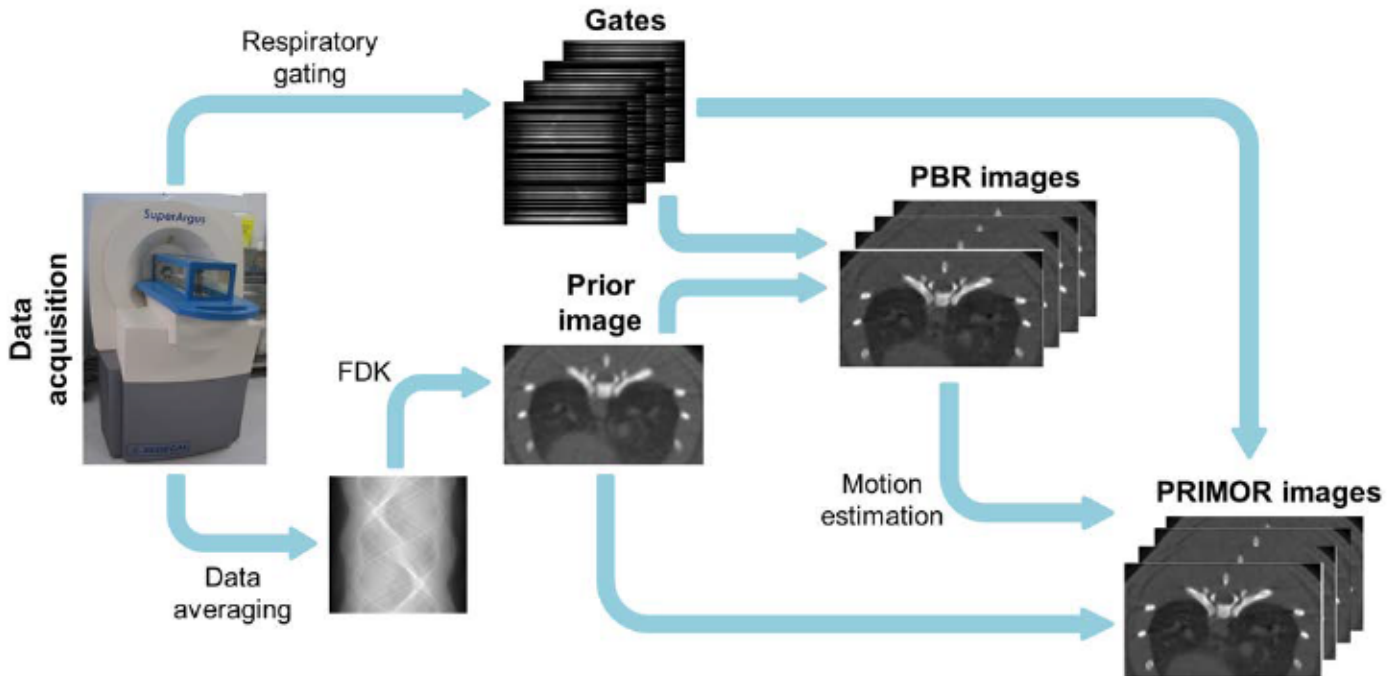 Gates
Respiratory
gating
PBR images
SuperArgus
Data
acquisition
Prior
image
FDK
Motion
estimation
PRIMOR images
Data
averaging